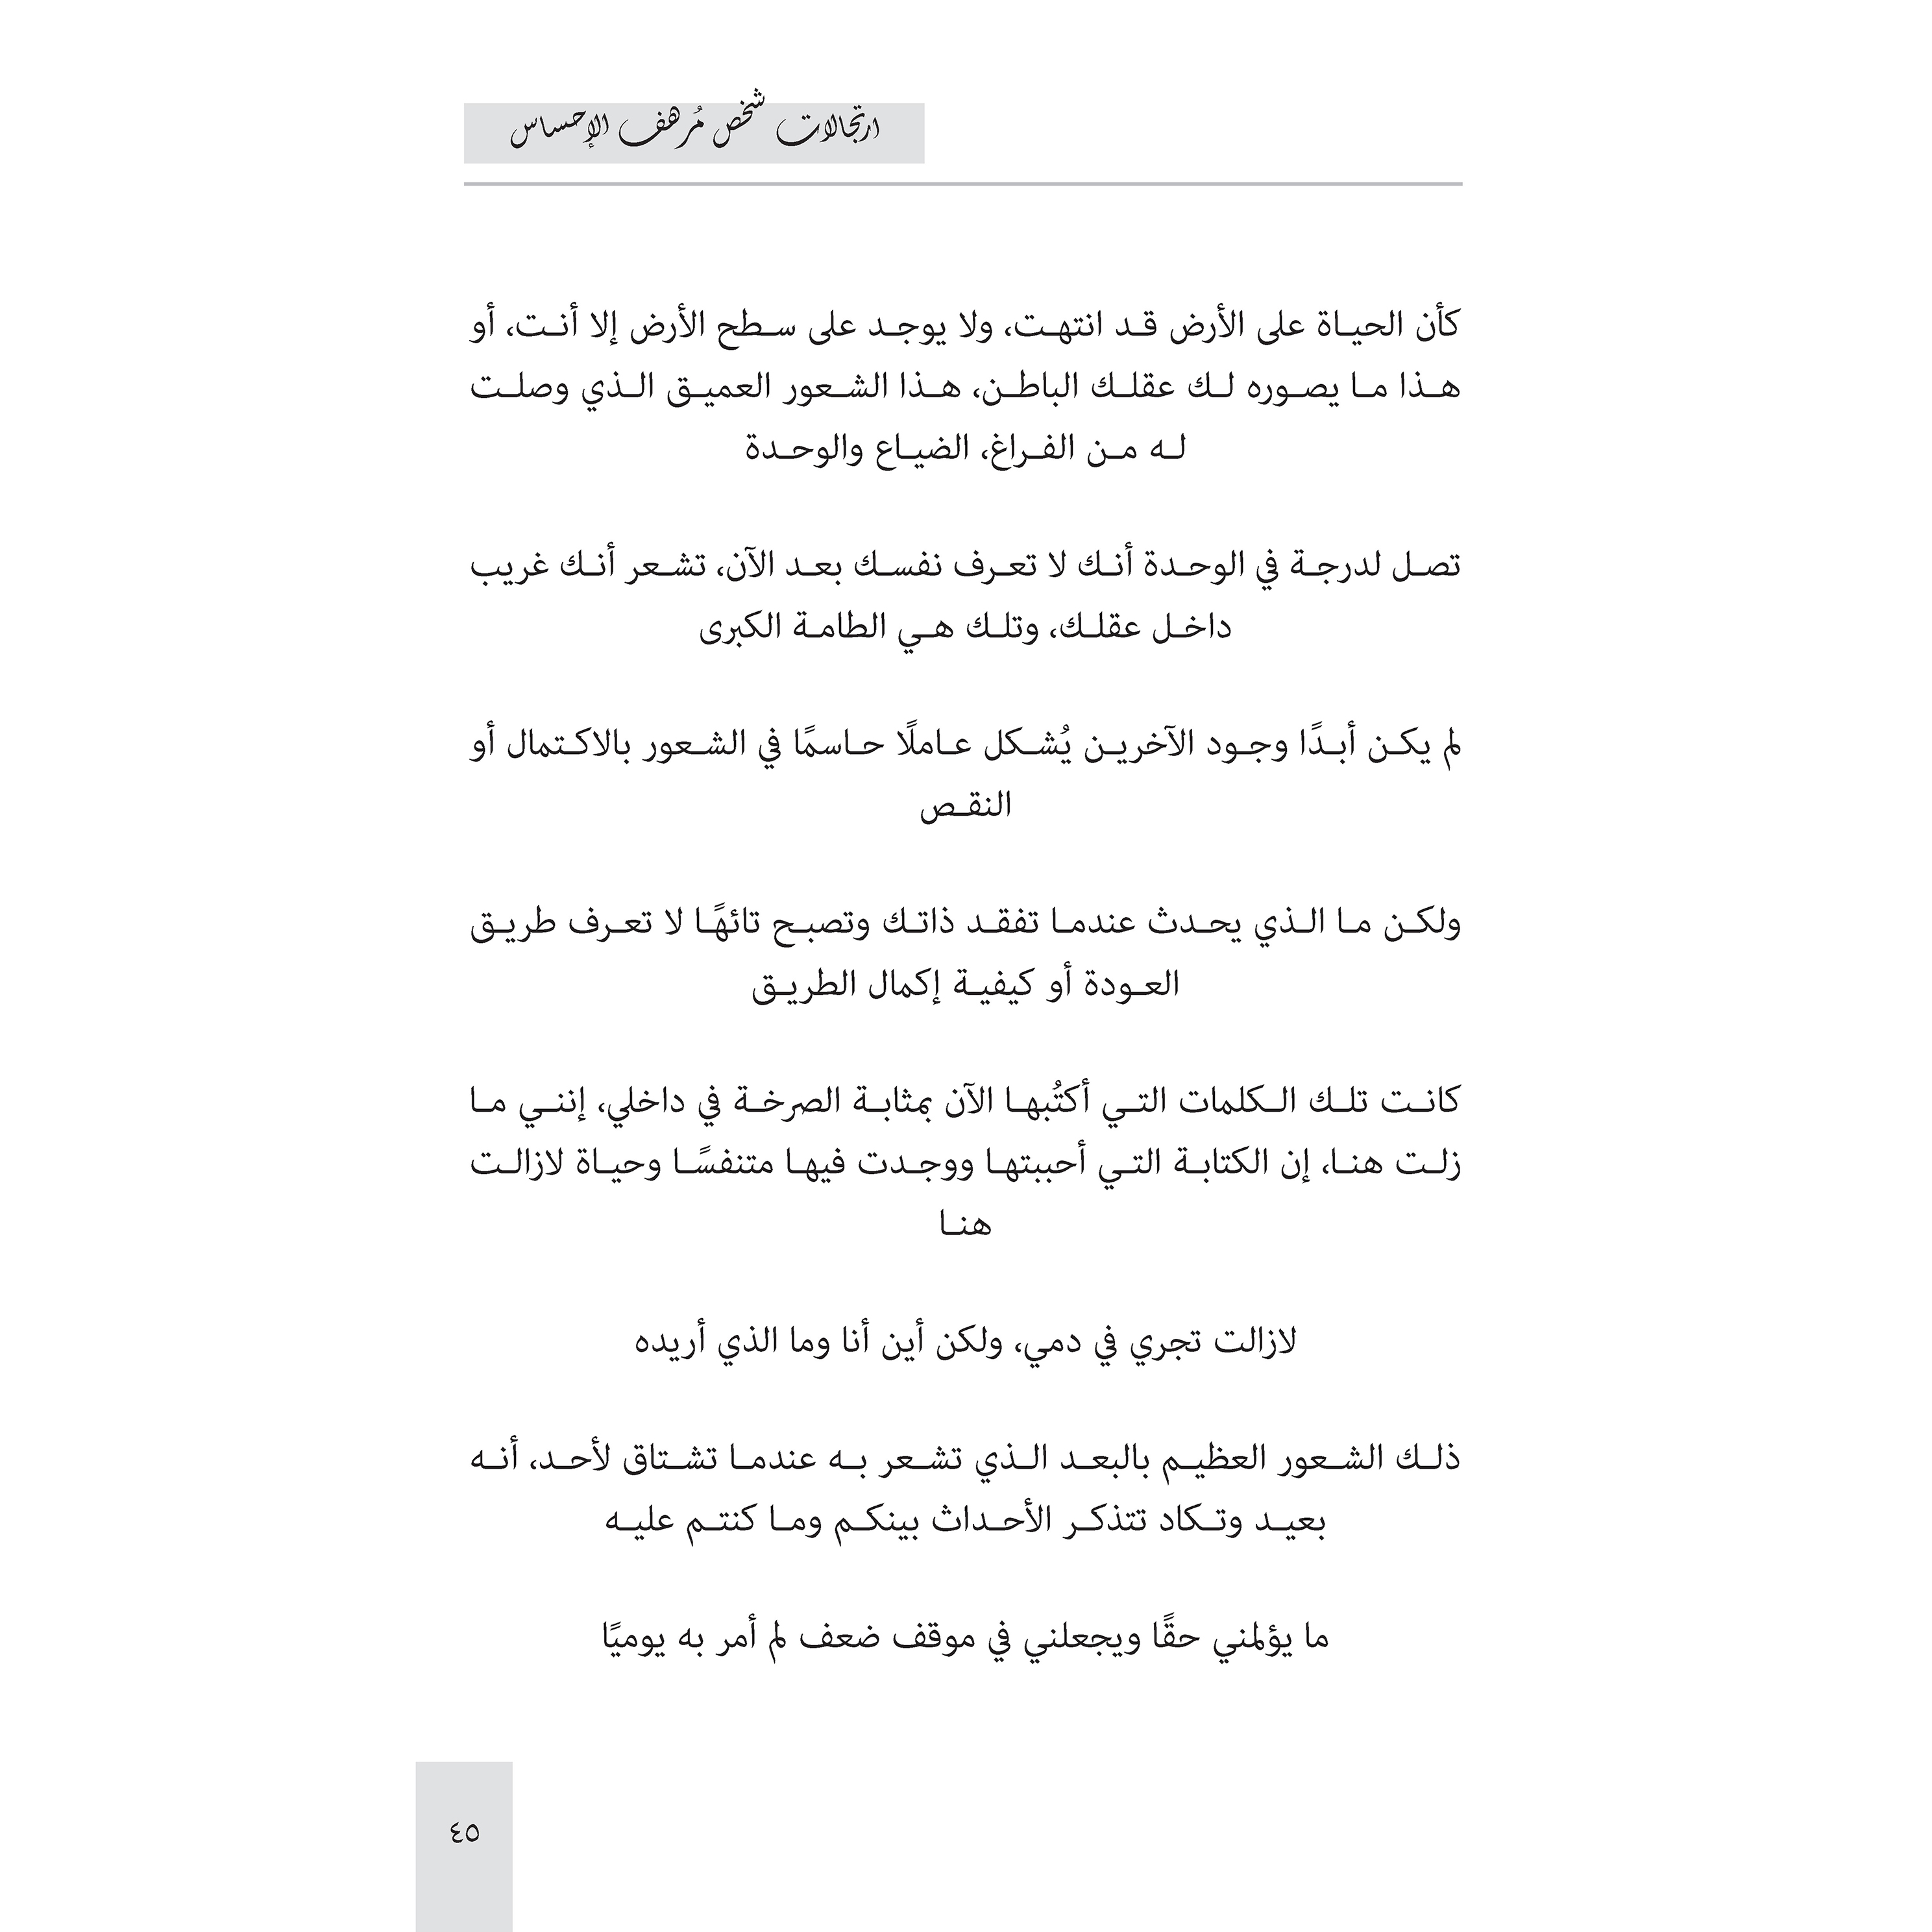 ارتجالات شخص مُرهف الإحساس
كأن الحياة على الأرض قد انتهت، ولا يوجد على سطح الأرض إلا أنت، أو
هذا ما يصوره لك عقلك الباطن، هذا الشعور العميق الذي وصلت
له من الفراغ، الضياع والوحدة
تصل لدرجة في الوحدة أنك لا تعرف نفسك بعد الآن، تشعر أنك غريب
داخل عقلك، وتلك هي الطامة الكبرى
لم يكن أبدًا وجود الآخرين يُشكل عاملًا حاسمًا في الشعور بالاكتمال أو
النقص
ولكن ما الذي يحدث عندما تفقد ذاتك وتصبح تائهًا لا تعرف طريق
العودة أو كيفية إكمال الطريق
كانت تلك الكلمات التي أكتُبها الآن بمثابة الصرخة في داخلي، إنني ما
زلت هنا، إن الكتابة التي أحببتها ووجدت فيها متنفسًا وحياة لازالت
هنا
لازالت تجري في دمي، ولكن أين أنا وما الذي أريده
ذلك الشعور العظيم بالبعد الذي تشعر به عندما تشتاق لأحد، أنه
بعيد وتكاد تتذكر الأحداث بينكم وما كنتم عليه
ما يؤلمني حقًا ويجعلني في موقف ضعف لم أمر به يوميًا
٤٥